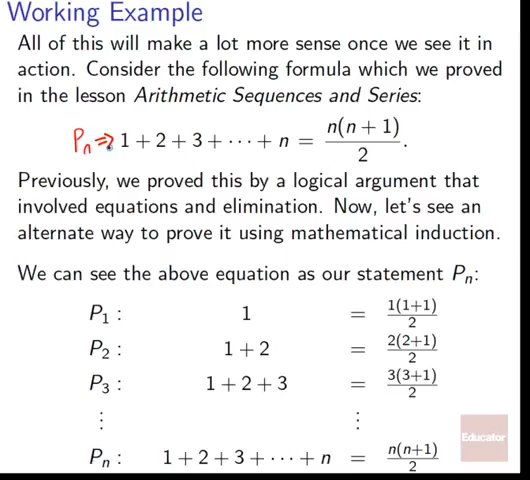 Working Example
All of this will make a lot more sense once we see it in
action. Consider the following formula which we proved
in the lesson Arithmetic Sequences and Series:
Pₙ ⇒ 1 + 2 + 3 + ⋯ + n = n(n + 1)/2.
Previously, we proved this by a logical argument that
involved equations and elimination. Now, let's see an
alternate way to prove it using mathematical induction.
We can see the above equation as our statement Pₙ:
P₁ : 1 = 1(1+1)/2
P₂ : 1 + 2 = 2(2+1)/2
P₃ : 1 + 2 + 3 = 3(3+1)/2
⋮ ⋮
Pₙ : 1 + 2 + 3 + ⋯ + n = n(n+1)/2
Educator